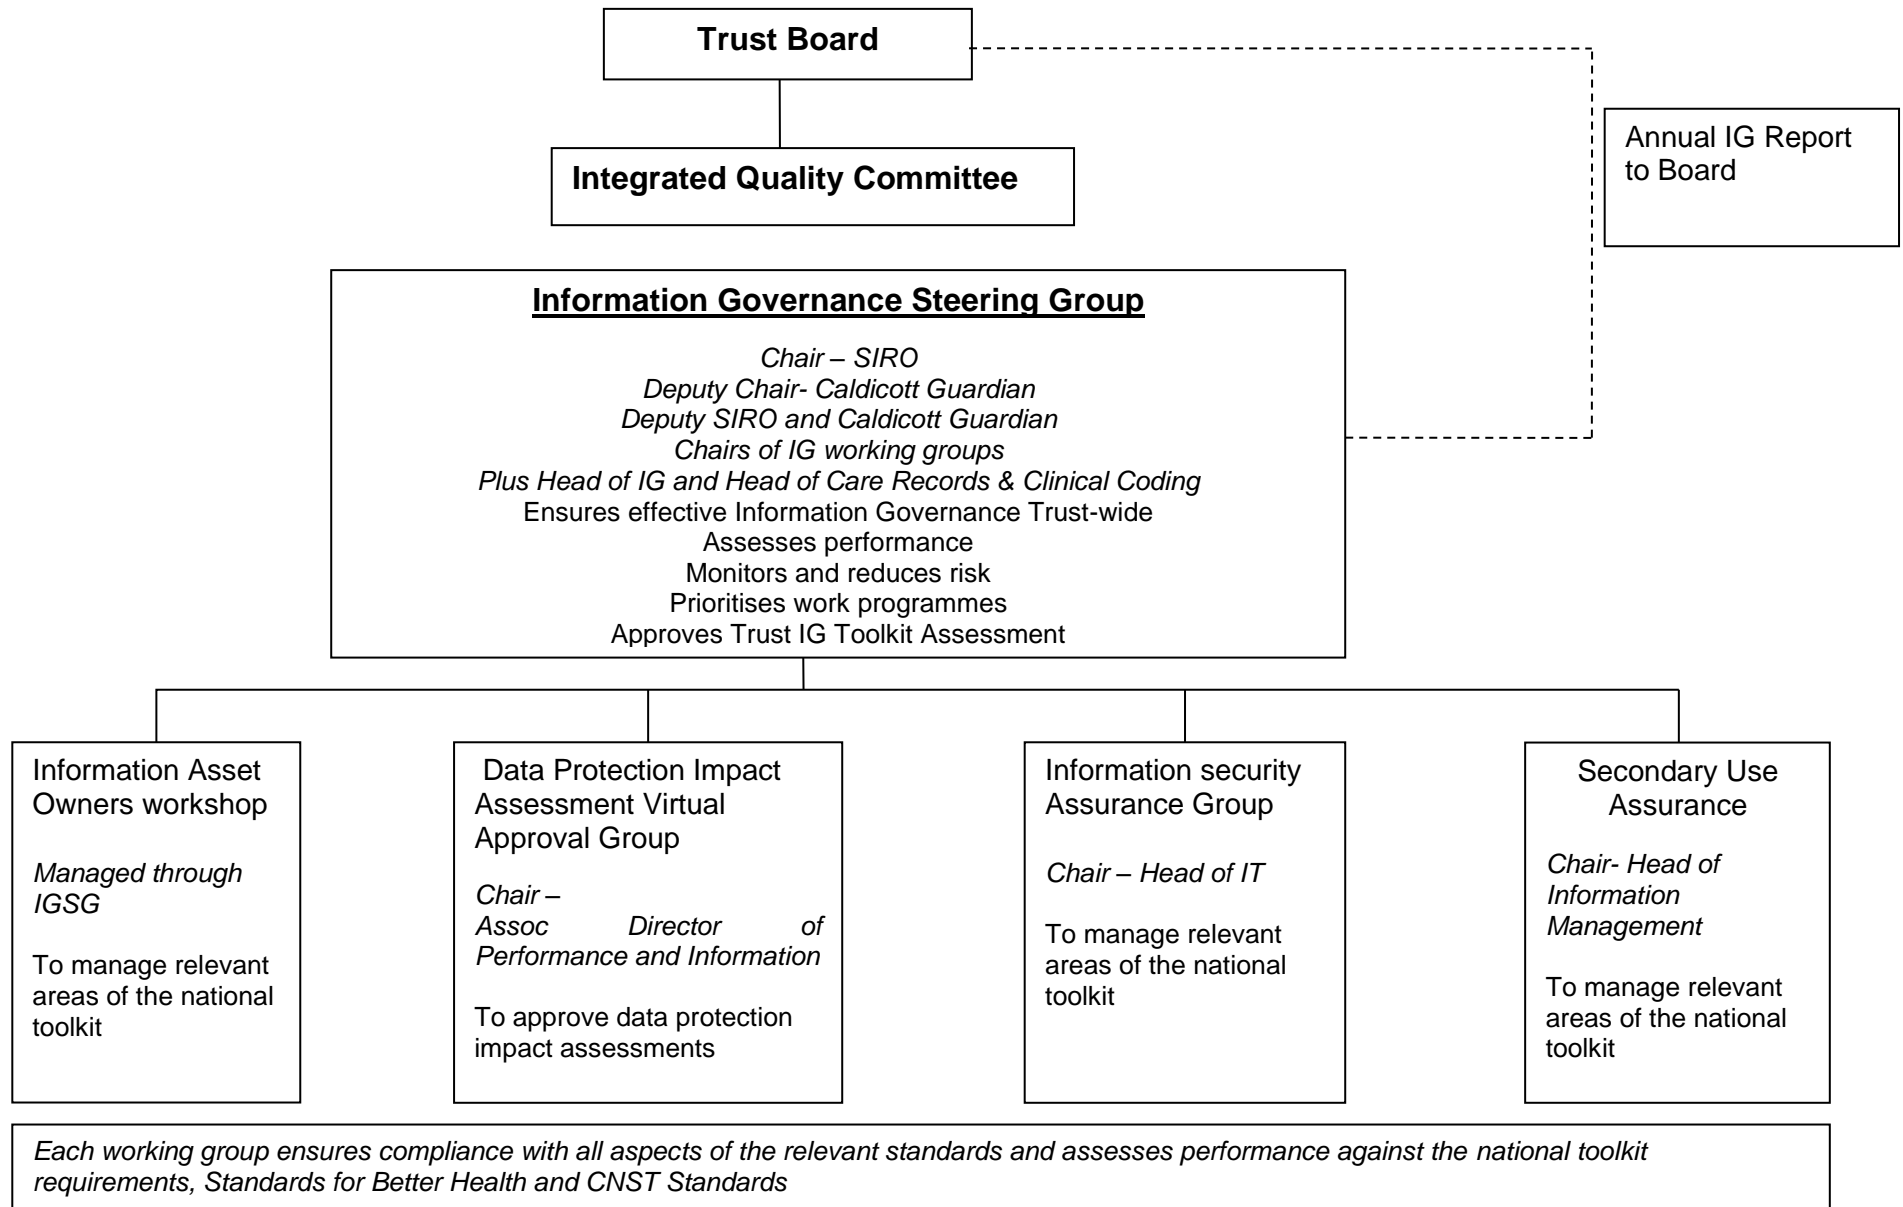 Trust Board
Annual IG Report
to Board
Integrated Quality Committee
Information Governance Steering Group
Chair – SIRO
Deputy Chair- Caldicott Guardian
Deputy SIRO and Caldicott Guardian
Chairs of IG working groups
Plus Head of IG and Head of Care Records & Clinical Coding
Ensures effective Information Governance Trust-wide
Assesses performance
Monitors and reduces risk
Prioritises work programmes
Approves Trust IG Toolkit Assessment
Information Asset
Owners workshop
Managed through
IGSG
To manage relevant
areas of the national
toolkit
Data Protection Impact
Assessment Virtual
Approval Group
Chair –
Assoc Director of
Performance and Information
To approve data protection
impact assessments
Information security
Assurance Group
Chair – Head of IT
To manage relevant
areas of the national
toolkit
Secondary Use
Assurance
Chair- Head of
Information
Management
To manage relevant
areas of the national
toolkit
Each working group ensures compliance with all aspects of the relevant standards and assesses performance against the national toolkit
requirements, Standards for Better Health and CNST Standards